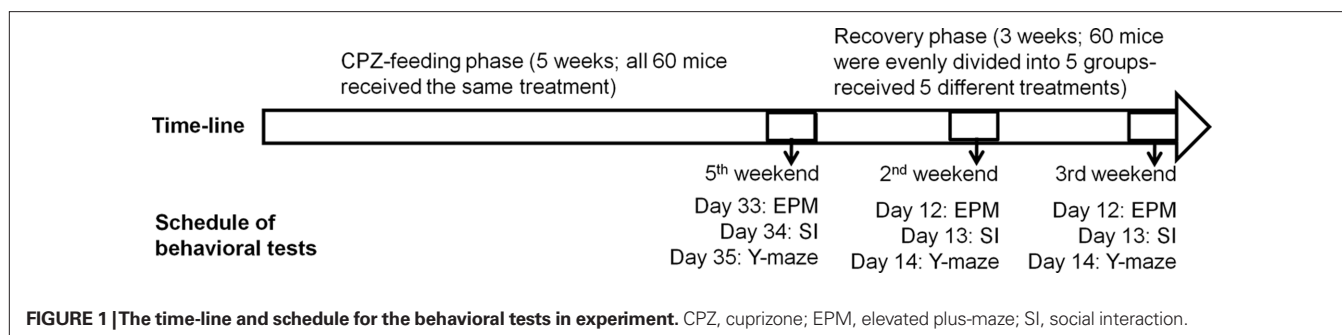 CPZ-feeding phase (5 weeks; all 60 mice
received the same treatment)
Recovery phase (3 weeks; 60 mice
were evenly divided into 5 groups-
received 5 different treatments)
Time-line
5th weekend
2nd weekend
3rd weekend
Schedule of
behavioral tests
Day 33: EPM
Day 34: SI
Day 35: Y-maze
Day 12: EPM
Day 13: SI
Day 14: Y-maze
Day 12: EPM
Day 13: SI
Day 14: Y-maze
FIGURE 1 | The time-line and schedule for the behavioral tests in experiment. CPZ, cuprizone; EPM, elevated plus-maze; SI, social interaction.